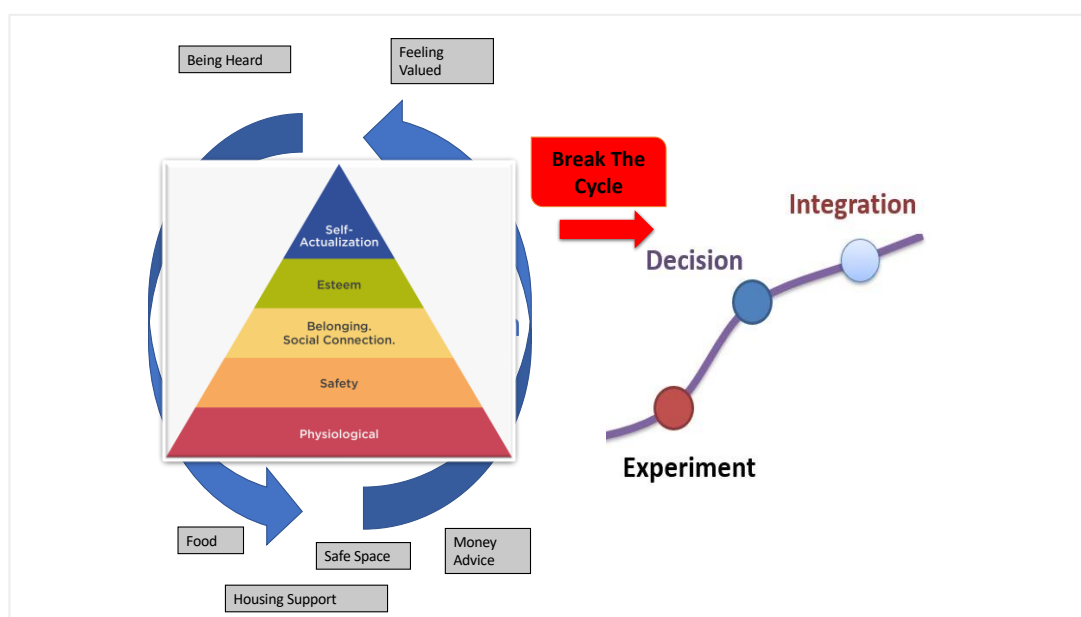 Being Heard
Feeling
Valued
Break The
Cycle
Self-
Actualization
Esteem
Belonging.
Social Connection.
Safety
Physiological
Integration
Decision
Experiment
Food
Safe Space
Money
Advice
Housing Support